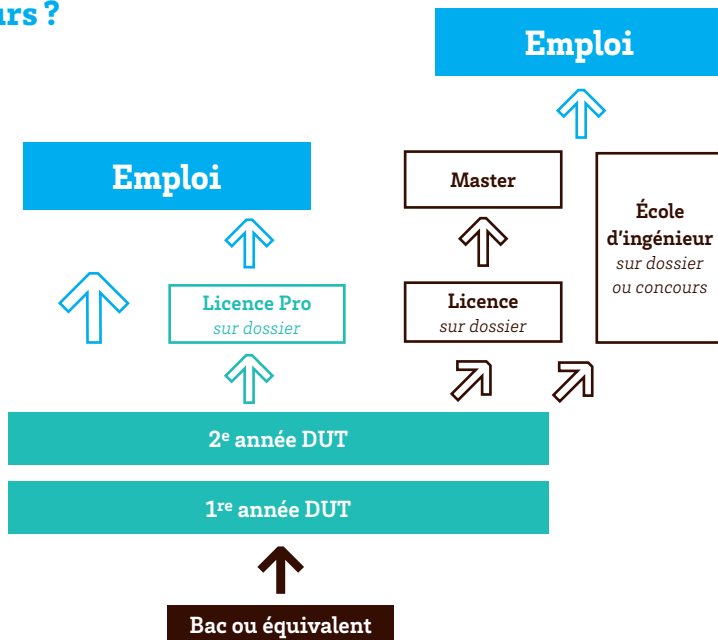 urs ?
Emploi
Emploi
Master
École
d'ingénieur
sur dossier
ou concours
Licence Pro
sur dossier
Licence
sur dossier
2e année DUT
1re année DUT
Bac ou équivalent